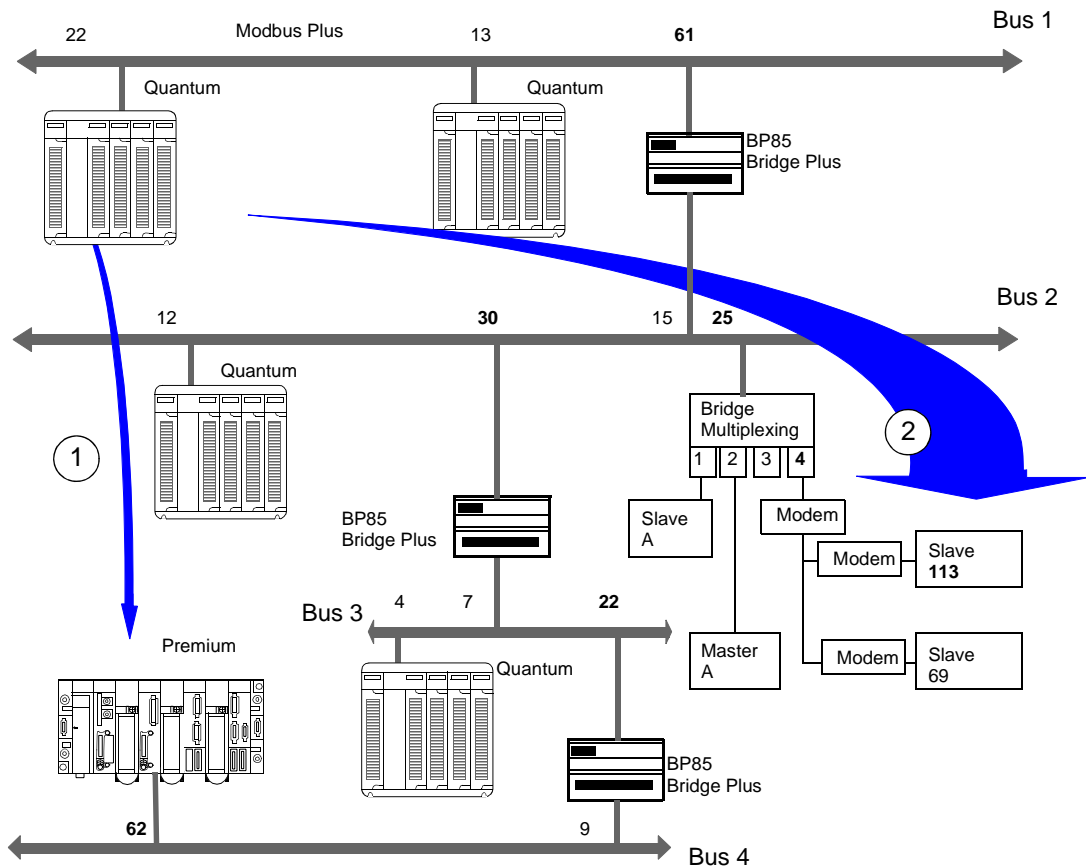 22
Modbus Plus
13
61
Bus 1
Quantum
Quantum
BP85
Bridge Plus
12
30
15
25
Bus 2
Quantum
Bridge
Multiplexing
1
2
3
4
1
2
Slave
A
Modem
BP85
Bridge Plus
Modem
Slave
113
Bus 3
4
7
22
Premium
Quantum
Master
A
Modem
Slave
69
BP85
Bridge Plus
62
9
Bus 4